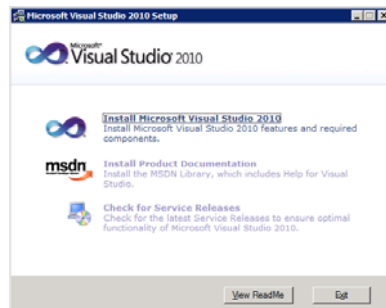 Microsoft Visual Studio 2010 Setup
Microsoft®
Visual Studio 2010
Install Microsoft Visual Studio 2010
Install Microsoft Visual Studio 2010 features and required
components.
msdn
Install Product Documentation
Install the MSDN Library, which includes Help for Visual
Studio.
Check for Service Releases
Check for the latest Service Releases to ensure optimal
functionality of Microsoft Visual Studio 2010.
View ReadMe
Exit